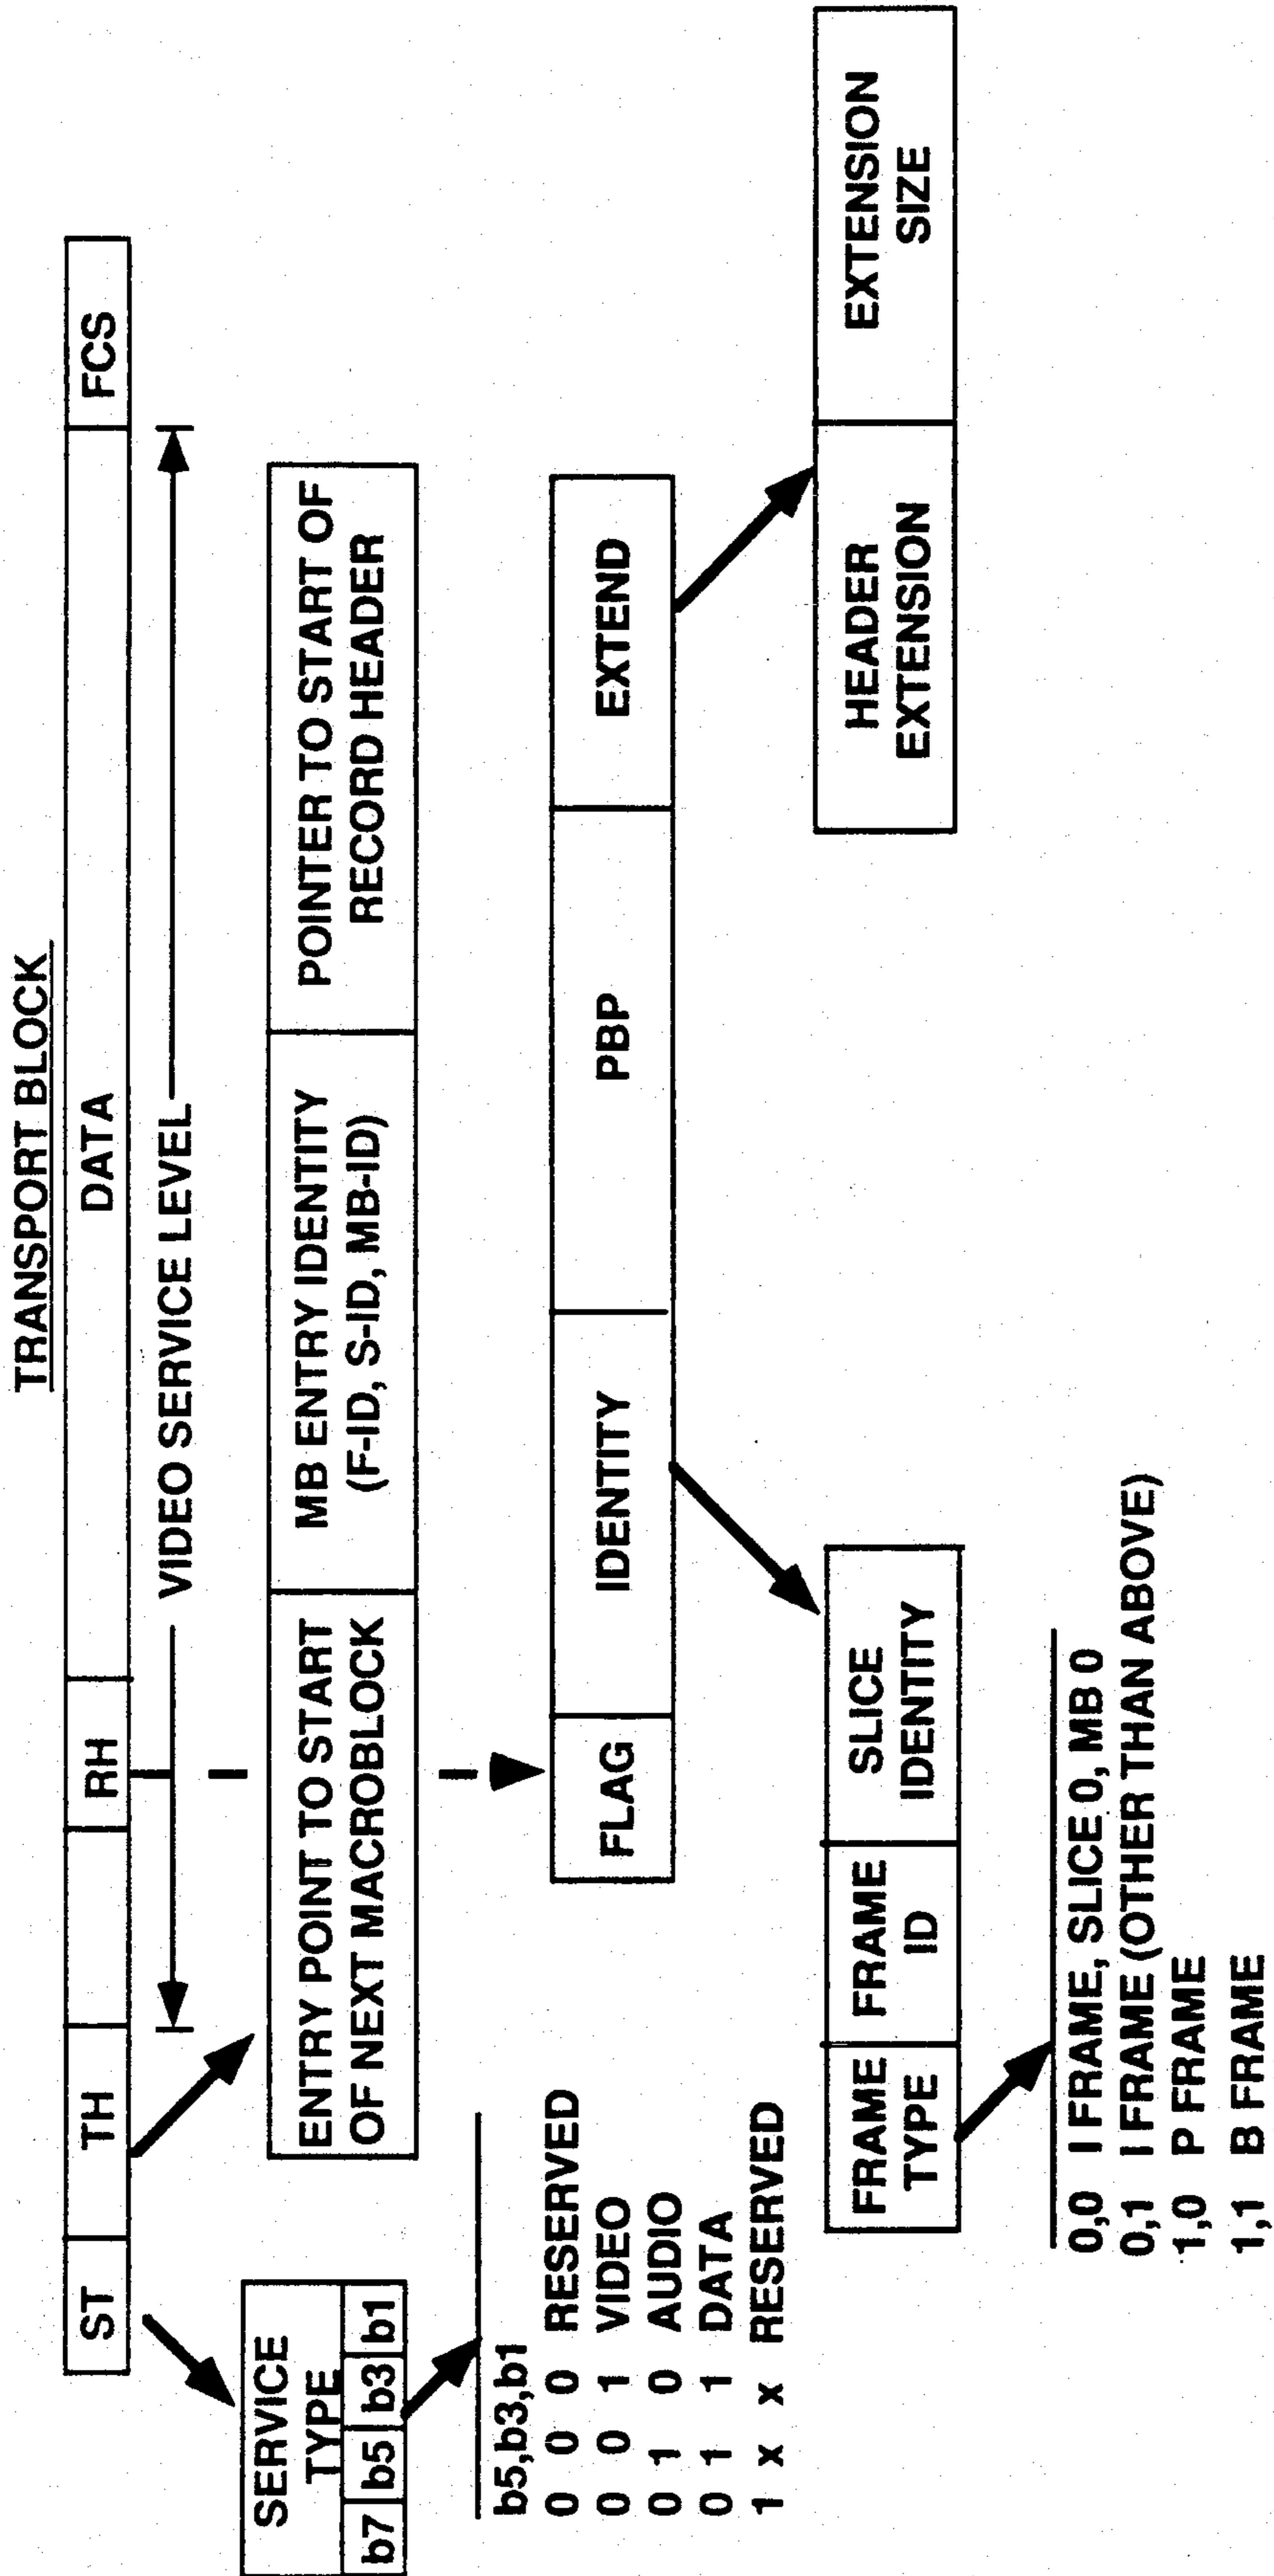 TRANSPORT BLOCK
ST TH RH DATA FCS
VIDEO SERVICE LEVEL
SERVICE
TYPE
b7 b5 b3 b1
ENTRY POINT TO START
OF NEXT MACROBLOCK
MB ENTRY IDENTITY
(F-ID, S-ID, MB-ID)
POINTER TO START OF
RECORD HEADER
b5,b3,b1
0 0 0 RESERVED
0 0 1 VIDEO
0 1 0 AUDIO
0 1 1 DATA
1 x x RESERVED
FLAG IDENTITY PBP EXTEND
FRAME
TYPE
FRAME
ID
SLICE
IDENTITY
HEADER
EXTENSION
EXTENSION
SIZE
0,0 I FRAME, SLICE 0, MB 0
0,1 I FRAME (OTHER THAN ABOVE)
1,0 P FRAME
1,1 B FRAME